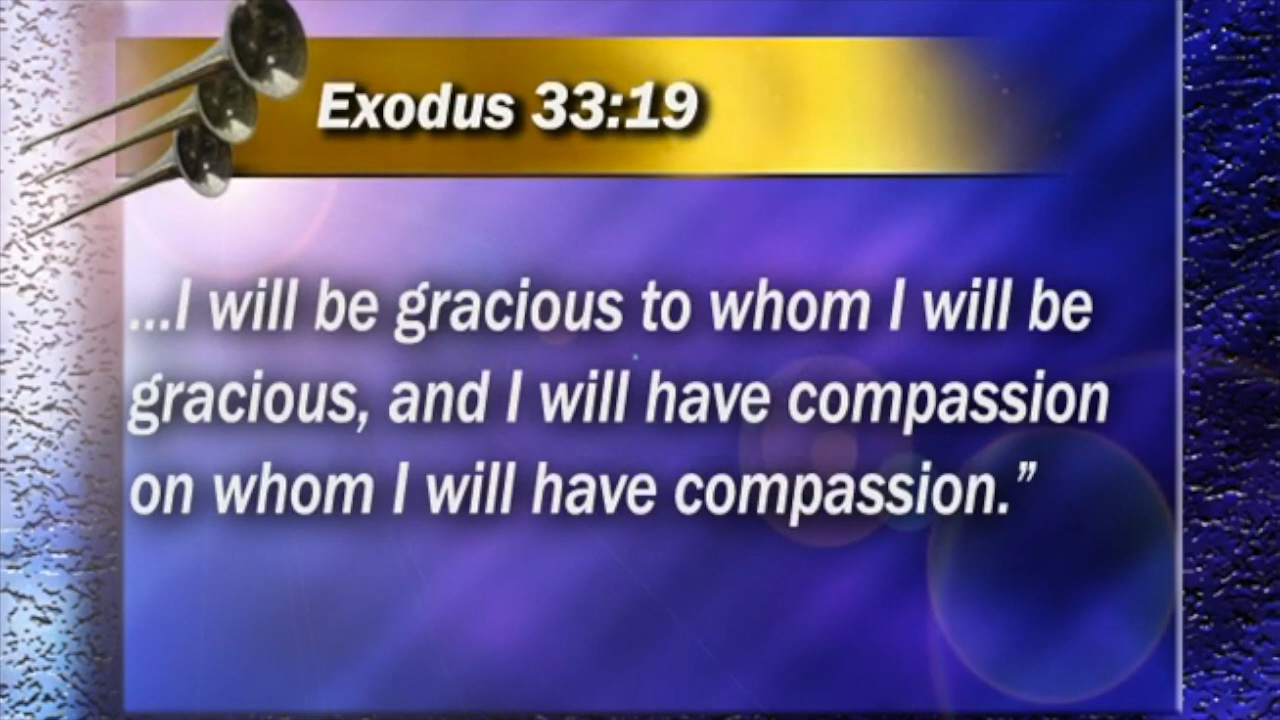 Exodus 33:19
...I will be gracious to whom I will be
gracious, and I will have compassion
on whom I will have compassion.”